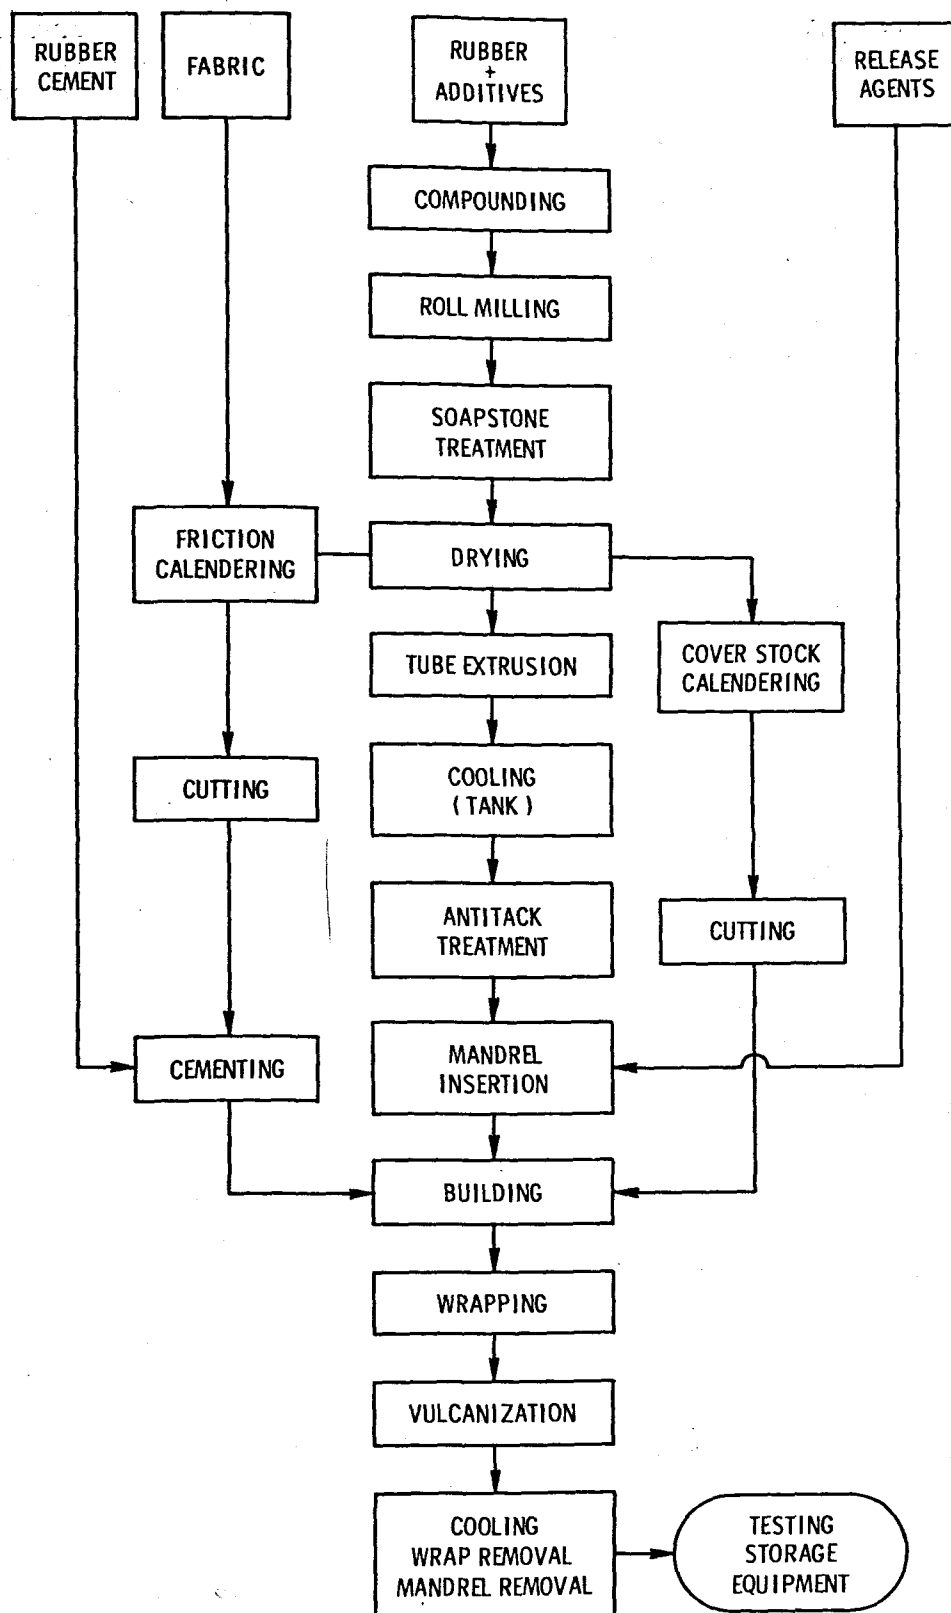 RUBBER
CEMENT
FABRIC
RUBBER
+
ADDITIVES
RELEASE
AGENTS
COMPOUNDING
ROLL MILLING
SOAPSTONE
TREATMENT
FRICTION
CALENDERING
DRYING
TUBE EXTRUSION
COVER STOCK
CALENDERING
CUTTING
COOLING
( TANK )
ANTITACK
TREATMENT
CUTTING
CEMENTING
MANDREL
INSERTION
BUILDING
WRAPPING
VULCANIZATION
COOLING
WRAP REMOVAL
MANDREL REMOVAL
TESTING
STORAGE
EQUIPMENT